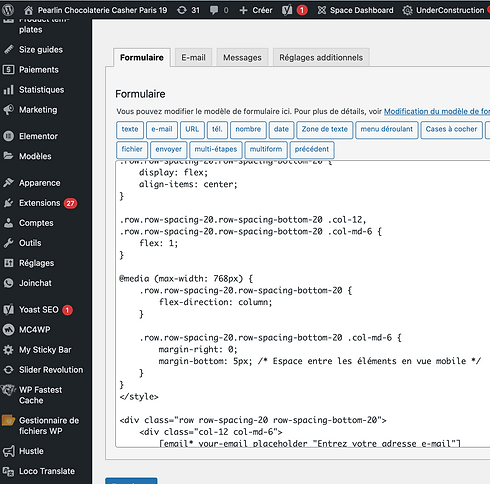 Pearlin Chocolaterie Casher Paris 19 31 0 Créer 1 Space Dashboard UnderConstruction
Product tem-
plates
Size guides
Paiements
Statistiques
Marketing
Elementor
Modèles
Apparence
Extensions 27
Comptes
Outils
Réglages
Joinchat
Yoast SEO 1
MC4WP
My Sticky Bar
Slider Revolution
WP Fastest
Cache
Gestionnaire de
fichiers WP
Hustle
Loco Translate
Formulaire E-mail Messages Réglages additionnels
Formulaire
Vous pouvez modifier le modèle de formulaire ici. Pour plus de détails, voir Modification du modèle de for
texte e-mail URL tél. nombre date Zone de texte menu déroulant Cases à cocher
fichier envoyer multi-étapes multiform précédent
.row.row-spacing-20.row-spacing-bottom-20 {
display: flex;
align-items: center;
}
.row.row-spacing-20.row-spacing-bottom-20 .col-12,
.row.row-spacing-20.row-spacing-bottom-20 .col-md-6 {
flex: 1;
}
@media (max-width: 768px) {
.row.row-spacing-20.row-spacing-bottom-20 {
flex-direction: column;
}
.row.row-spacing-20.row-spacing-bottom-20 .col-md-6 {
margin-right: 0;
margin-bottom: 5px; /* Espace entre les éléments en vue mobile */
}
}
</style>
<div class="row row-spacing-20 row-spacing-bottom-20">
<div class="col-12 col-md-6">
[email* your-email placeholder "Entrez votre adresse e-mail"]